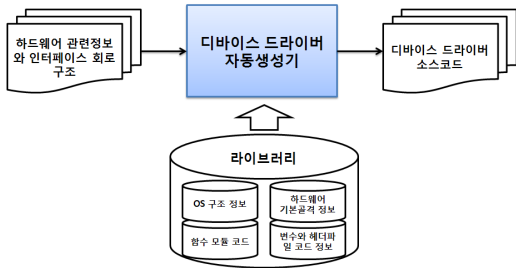 하드웨어 관련정보
와 인터페이스 회로
구조
디바이스 드라이버
자동생성기
디바이스 드라이버
소스코드
라이브러리
OS 구조 정보
하드웨어
기본골격 정보
함수 모듈 코드
변수와 헤더파
일 코드 정보